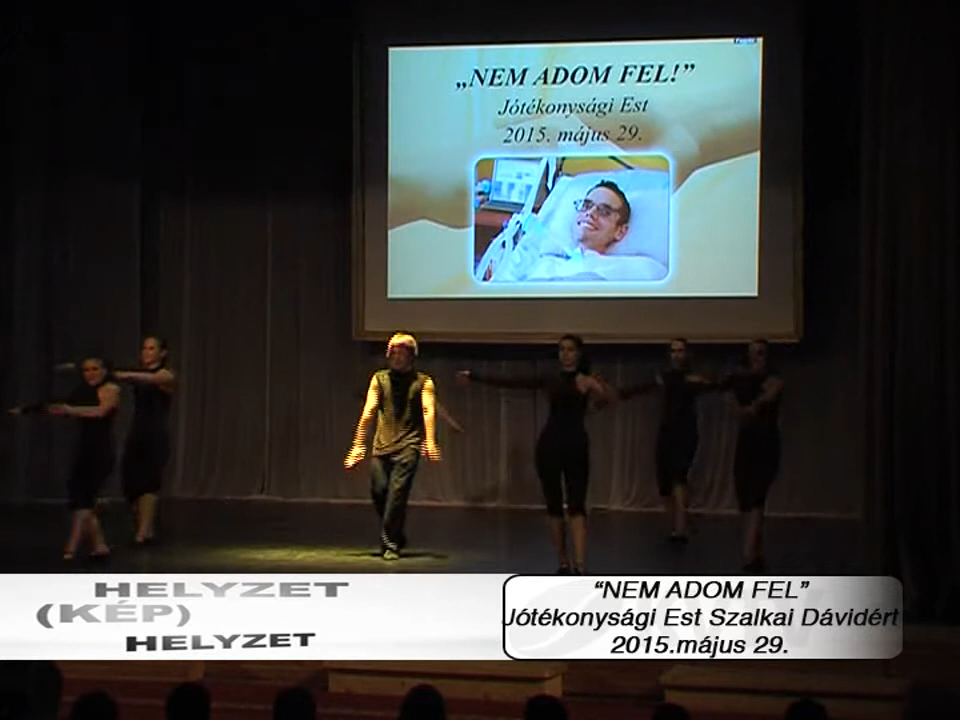 „NEM ADOM FEL!”
Jótékonysági Est
2015. május 29.
HELYZET
(KÉP)
HELYZET
“NEM ADOM FEL”
Jótékonysági Est Szalkai Dávidért
2015.május 29.